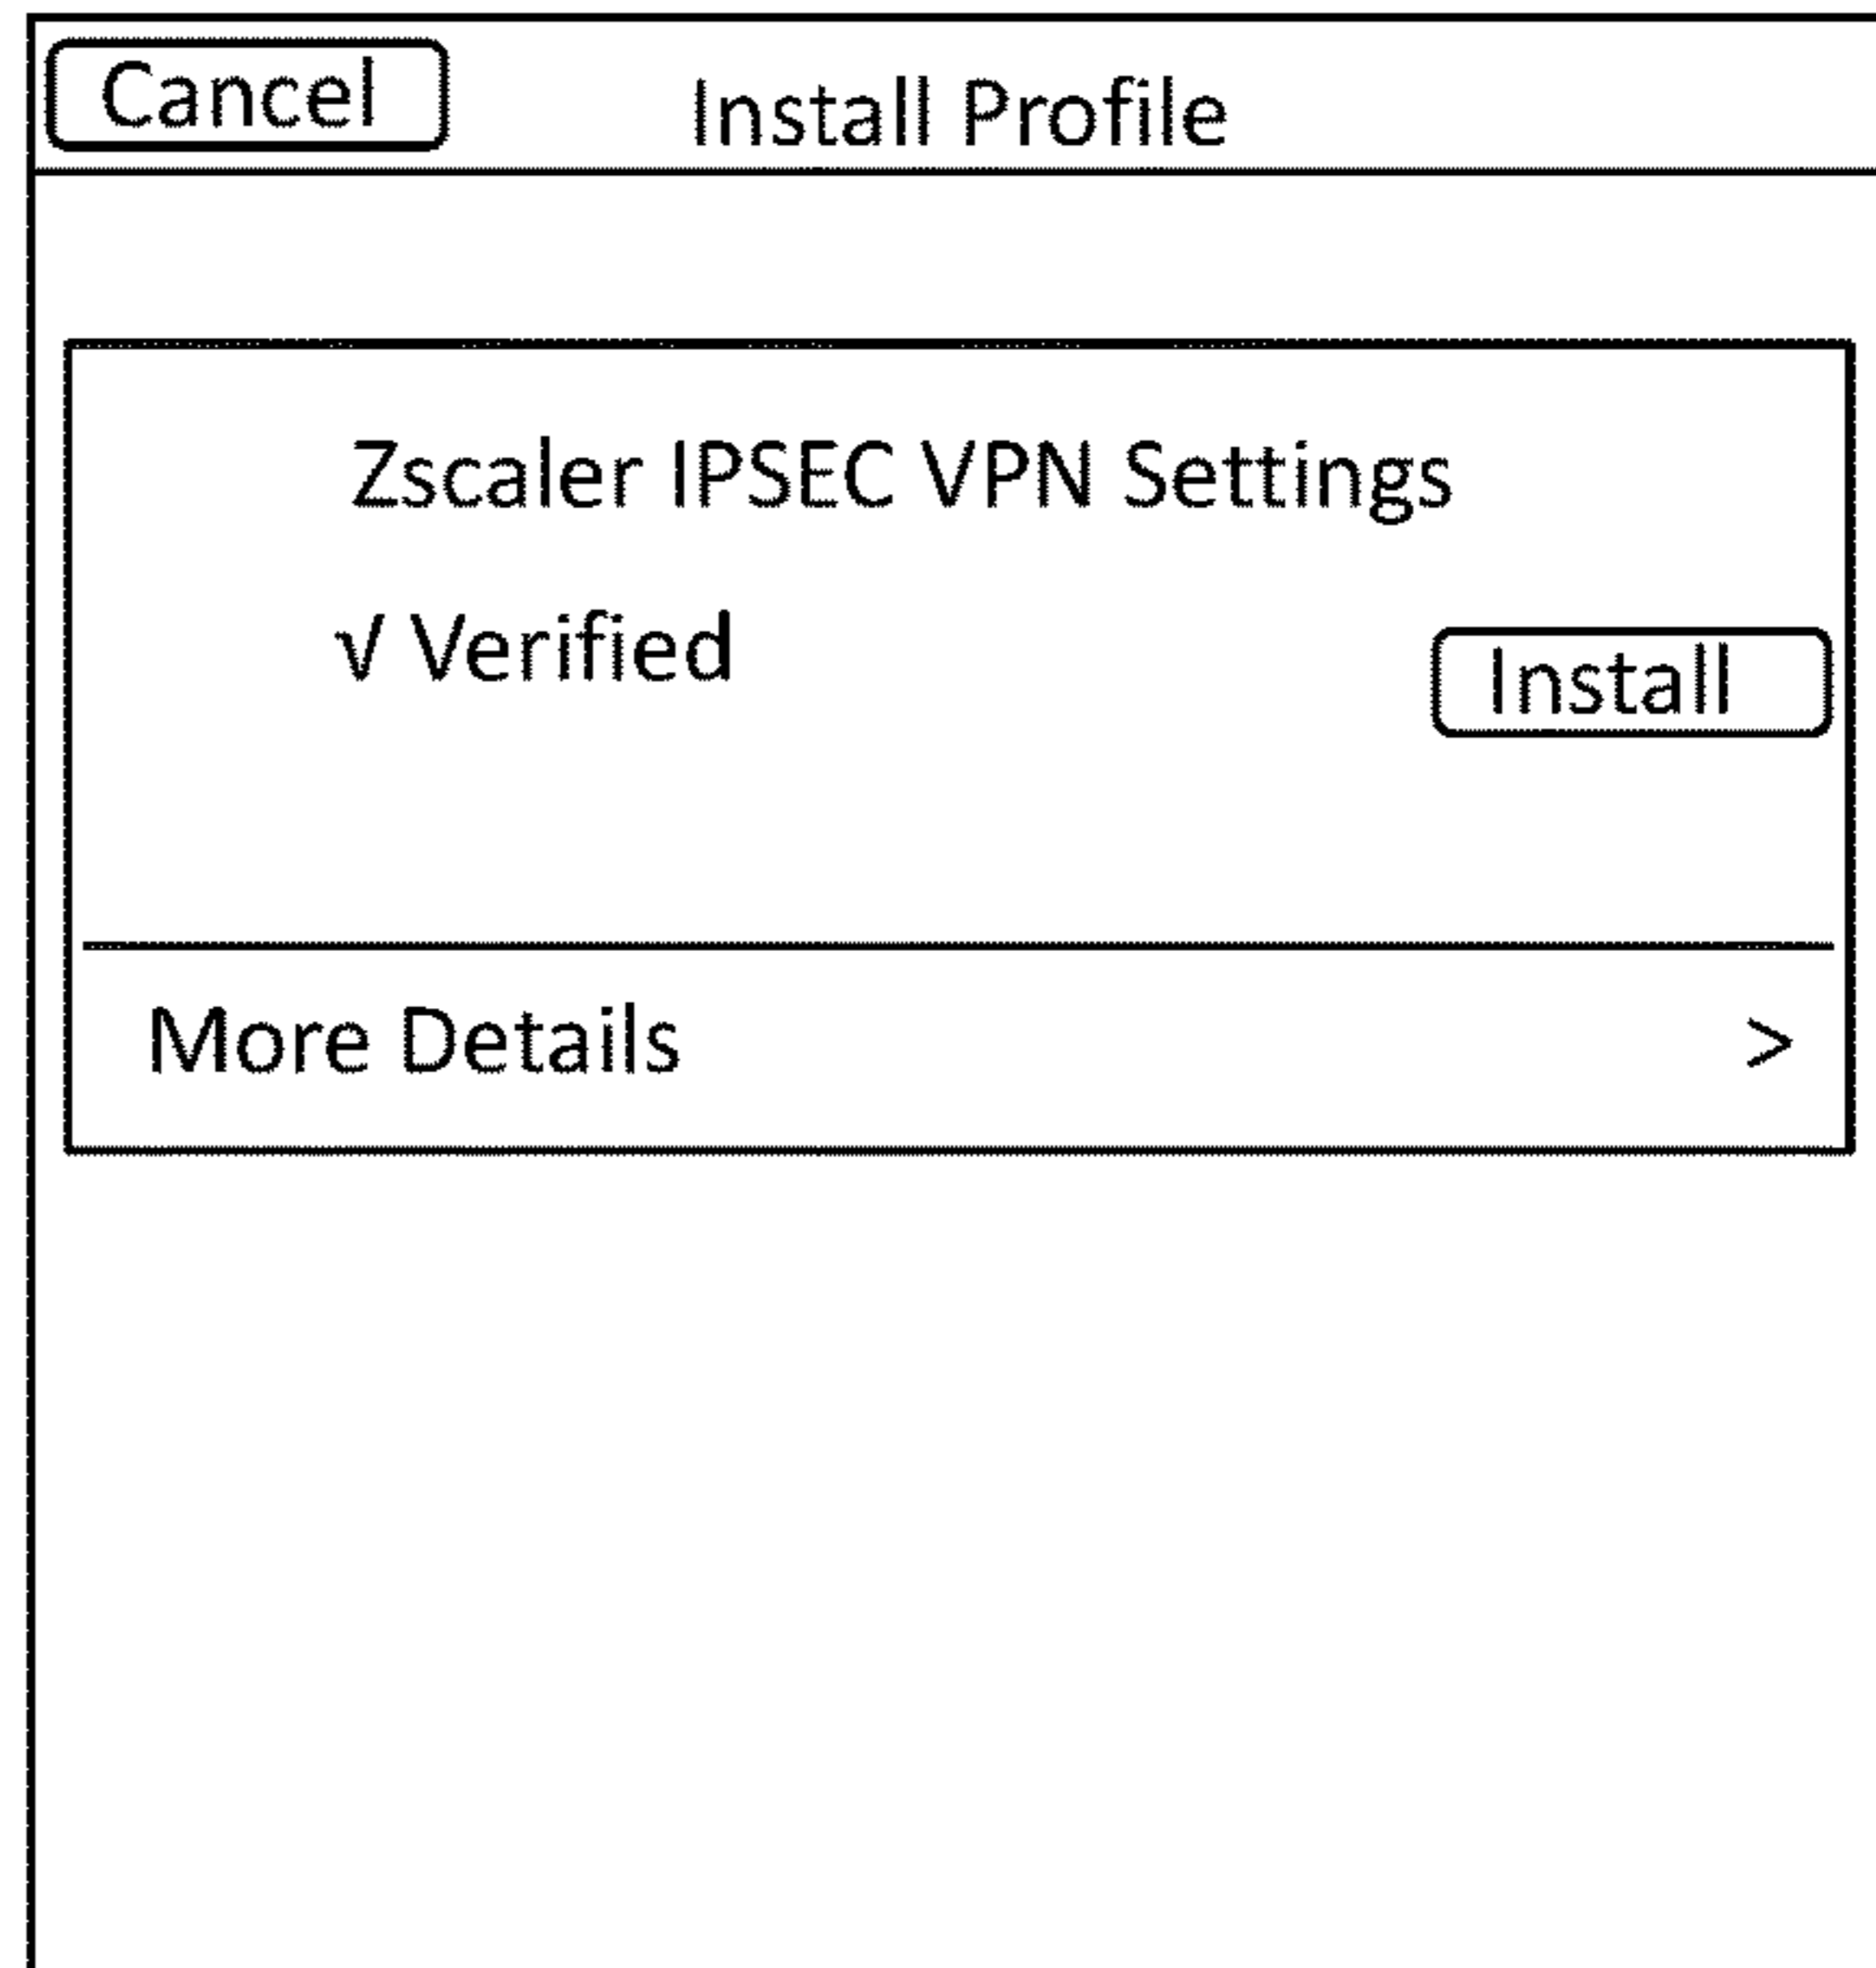 Cancel
Install Profile
Zscaler IPSEC VPN Settings
√ Verified
Install
More Details >